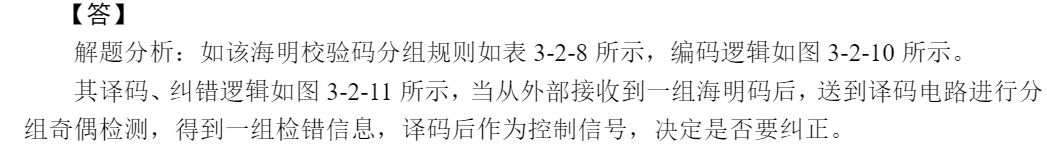 【答】
解题分析：如该海明校验码分组规则如表 3-2-8 所示，编码逻辑如图 3-2-10 所示。
其译码、纠错逻辑如图 3-2-11 所示，当从外部接收到一组海明码后，送到译码电路进行分
组奇偶检测，得到一组检错信息，译码后作为控制信号，决定是否要纠正。